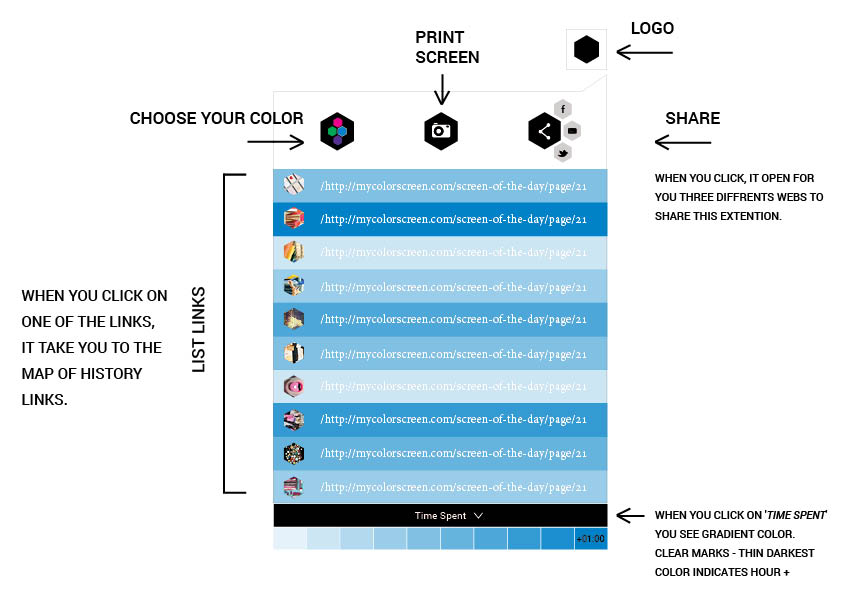 LOGO
PRINT
SCREEN
CHOOSE YOUR COLOR
SHARE
f
WHEN YOU CLICK, IT OPEN FOR
YOU THREE DIFFRENTS WEBS TO
SHARE THIS EXTENTION.
/http://mycolorscreen.com/screen-of-the-day/page/21
/http://mycolorscreen.com/screen-of-the-day/page/21
/http://mycolorscreen.com/screen-of-the-day/page/21
/http://mycolorscreen.com/screen-of-the-day/page/21
/http://mycolorscreen.com/screen-of-the-day/page/21
/http://mycolorscreen.com/screen-of-the-day/page/21
/http://mycolorscreen.com/screen-of-the-day/page/21
/http://mycolorscreen.com/screen-of-the-day/page/21
/http://mycolorscreen.com/screen-of-the-day/page/21
/http://mycolorscreen.com/screen-of-the-day/page/21
LIST LINKS
WHEN YOU CLICK ON
ONE OF THE LINKS,
IT TAKE YOU TO THE
MAP OF HISTORY
LINKS.
Time Spent
+01:00
WHEN YOU CLICK ON 'TIME SPENT'
YOU SEE GRADIENT COLOR.
CLEAR MARKS - THIN DARKEST
COLOR INDICATES HOUR +